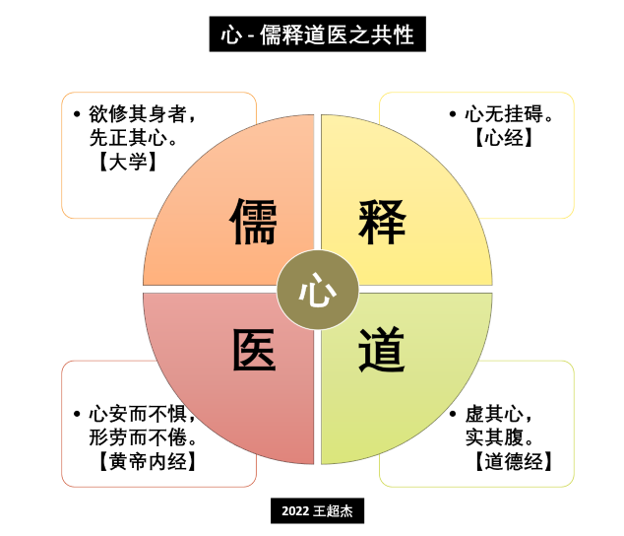 心 - 儒释道医之共性
• 欲修其身者，
先正其心。
【大学】
• 心无挂碍。
【心经】
儒
释
心
医
道
• 心安而不惧，
形劳而不倦。
【黄帝内经】
• 虚其心，
实其腹。
【道德经】
2022 王超杰